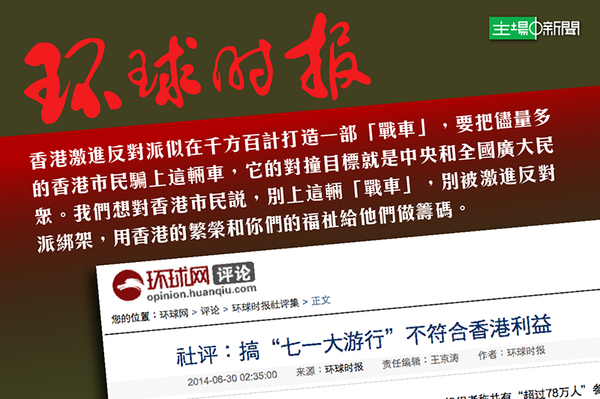 主場新聞
环球时报
香港激進反對派似在千方百計打造一部「戰車」，要把儘量多
的香港市民騙上這輛車，它的對撞目標就是中央和全國廣大民
眾。我們想對香港市民說，別上這輛「戰車」，別被激進反對
派綁架，用香港的繁榮和你們的福祉給他們做籌碼。
环球网 评论
opinion.huanqiu.com
您的位置：环球网 > 评论 > 环球时报社评集 > 正文
社评：搞“七一大游行”不符合香港利益
2014-06-30 02:35:00 来源：环球时报 责任编辑：王京涛 作者：环球时报
共有“超过78万人”